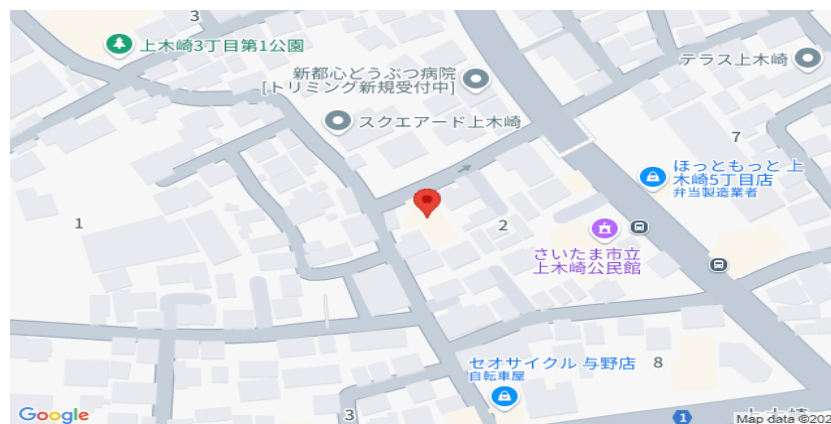 3
上木崎3丁目第1公園
新都心どうぶつ病院
[トリミング新規受付中]
テラス上木崎
スクエアード上木崎
7
ほっともっと 上
木崎5丁目店
弁当製造業者
1
2
さいたま市立
上木崎公民館
セオサイクル 与野店
自転車屋
8
3
1
Google
Map data ©202